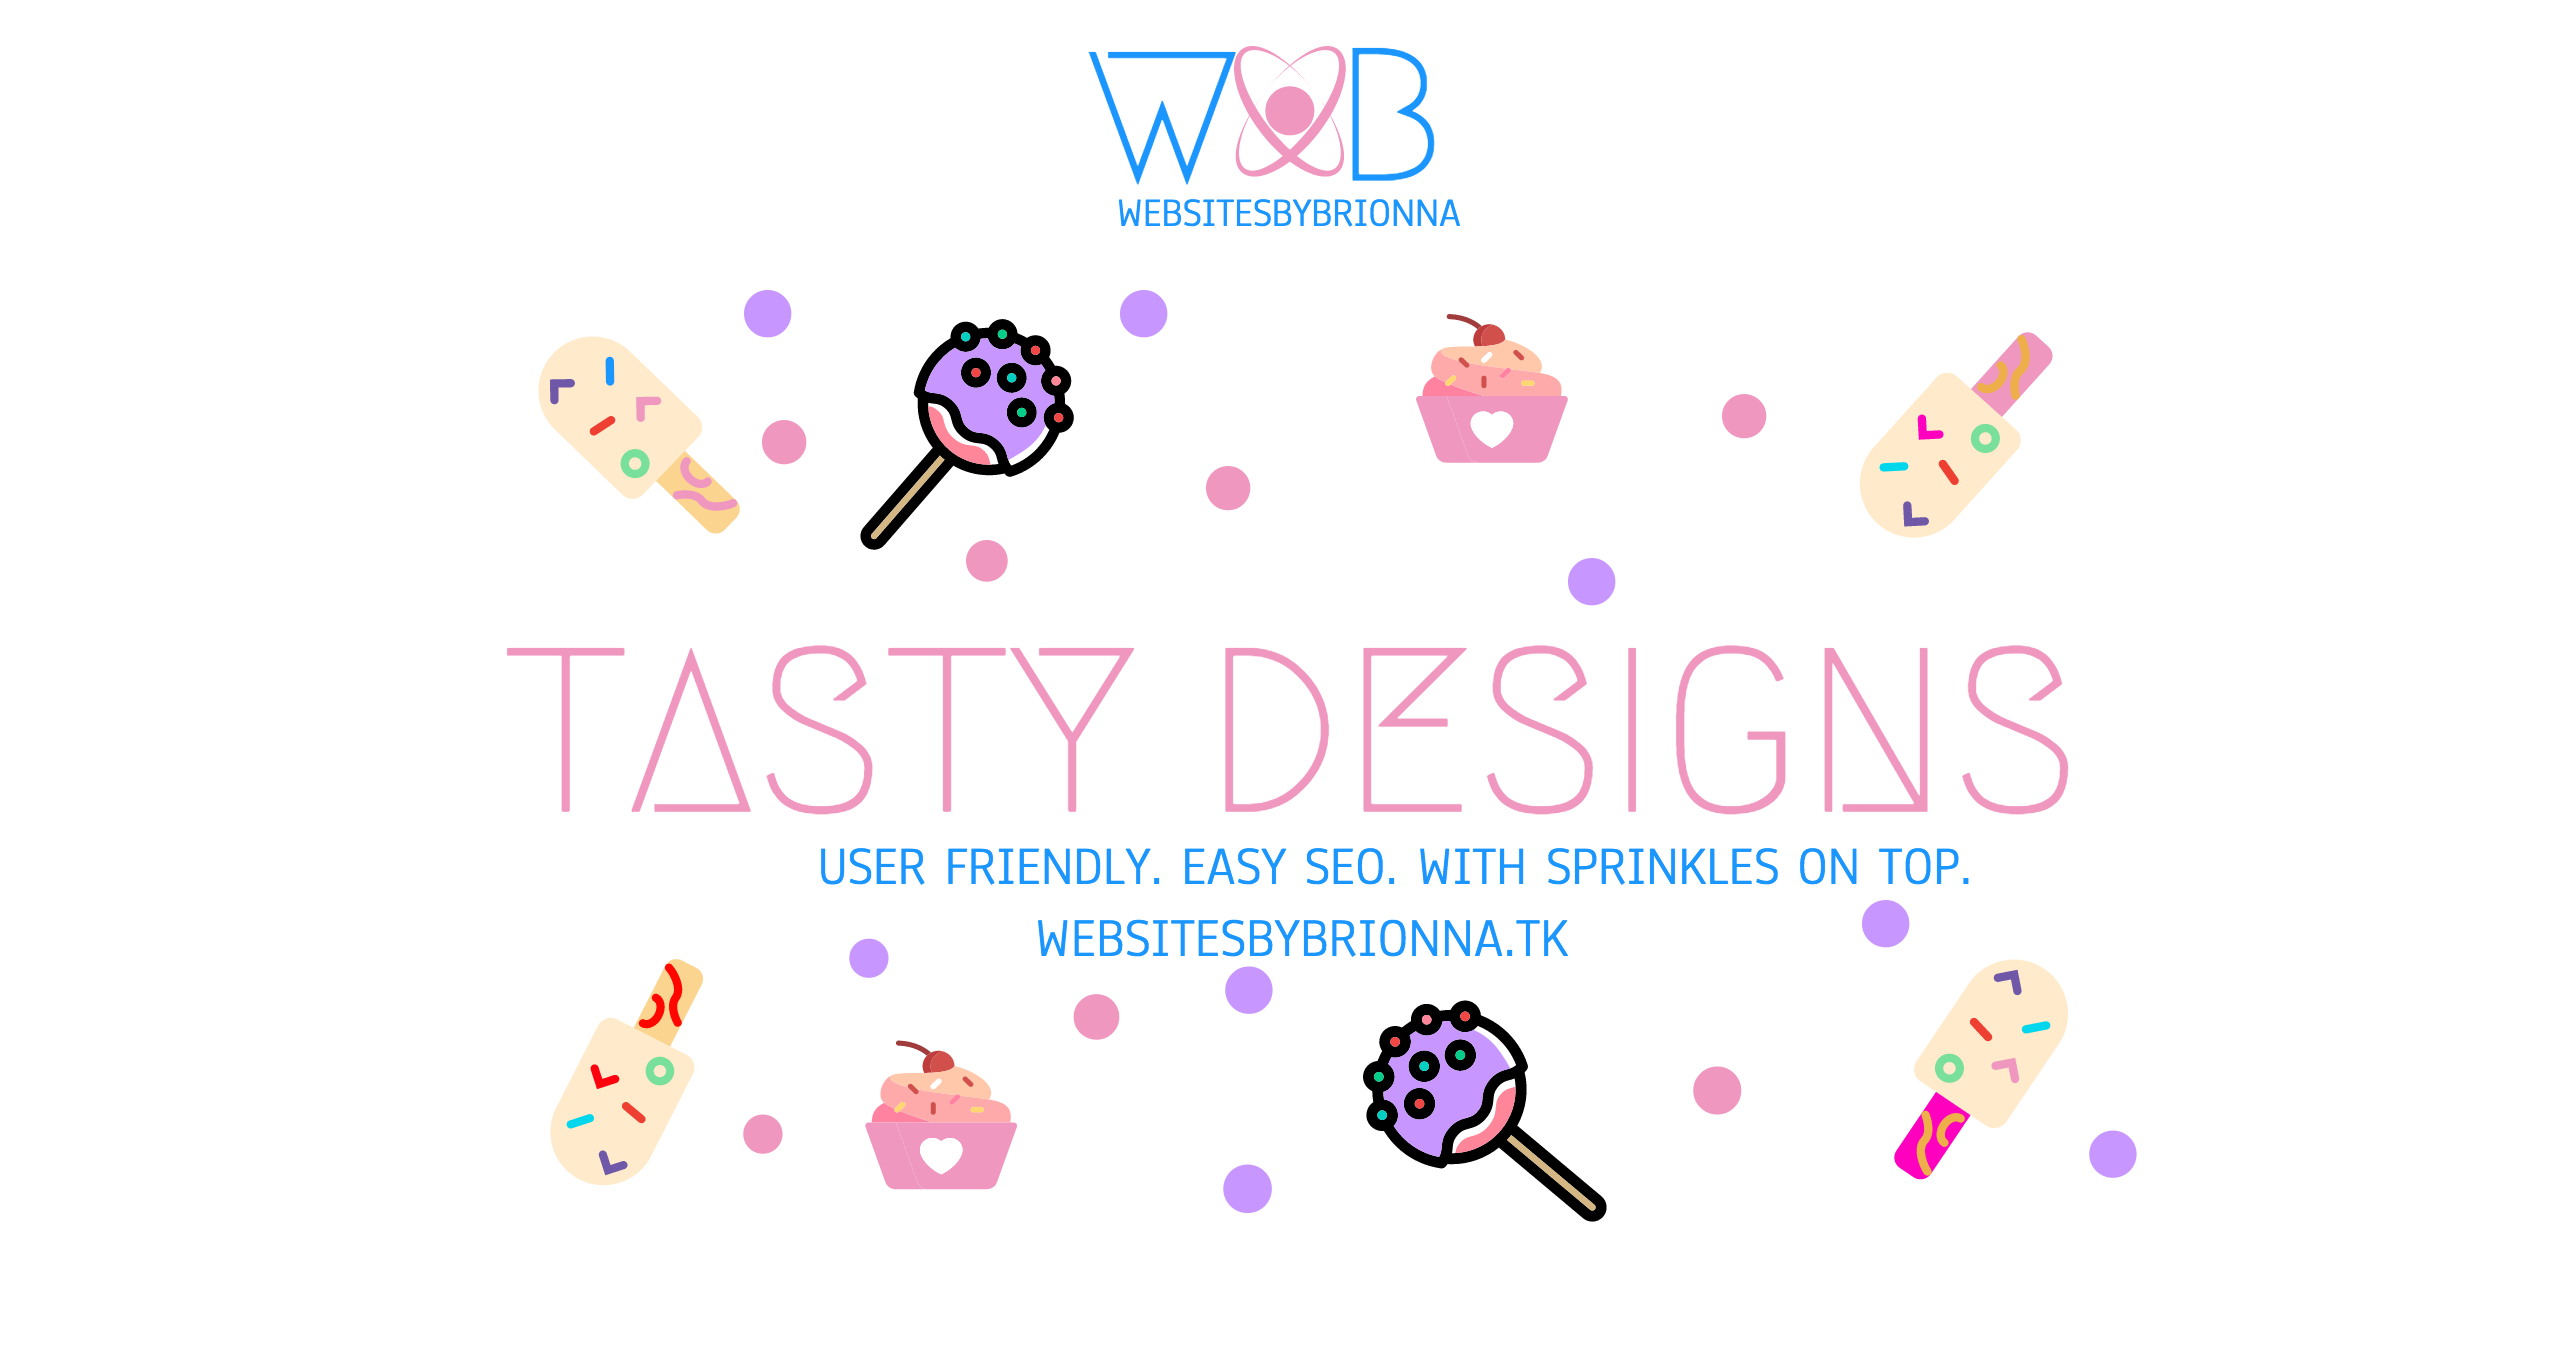 WB
WEBSITESBYBRIONNA
TASTY DESIGNS
USER FRIENDLY. EASY SEO. WITH SPRINKLES ON TOP.
WEBSITESBYBRIONNA.TK